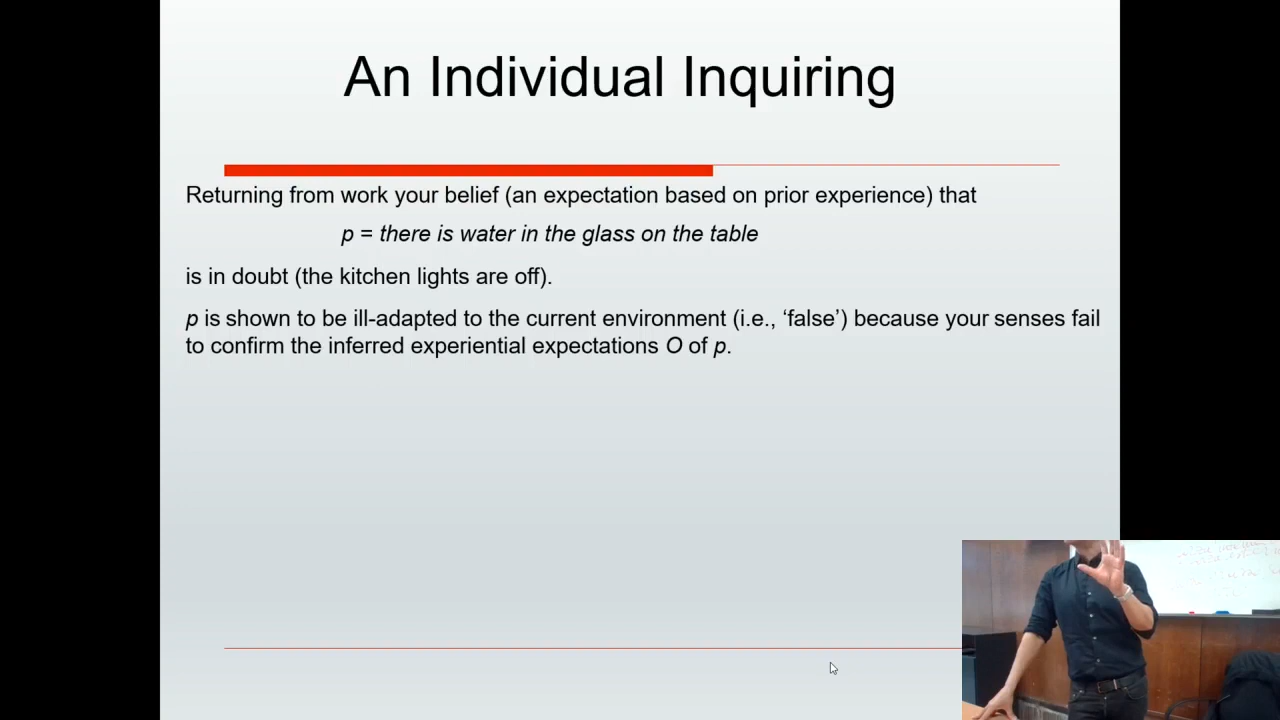 An Individual Inquiring
Returning from work your belief (an expectation based on prior experience) that
p = there is water in the glass on the table
is in doubt (the kitchen lights are off).
p is shown to be ill-adapted to the current environment (i.e., ‘false’) because your senses fail
to confirm the inferred experiential expectations O of p.